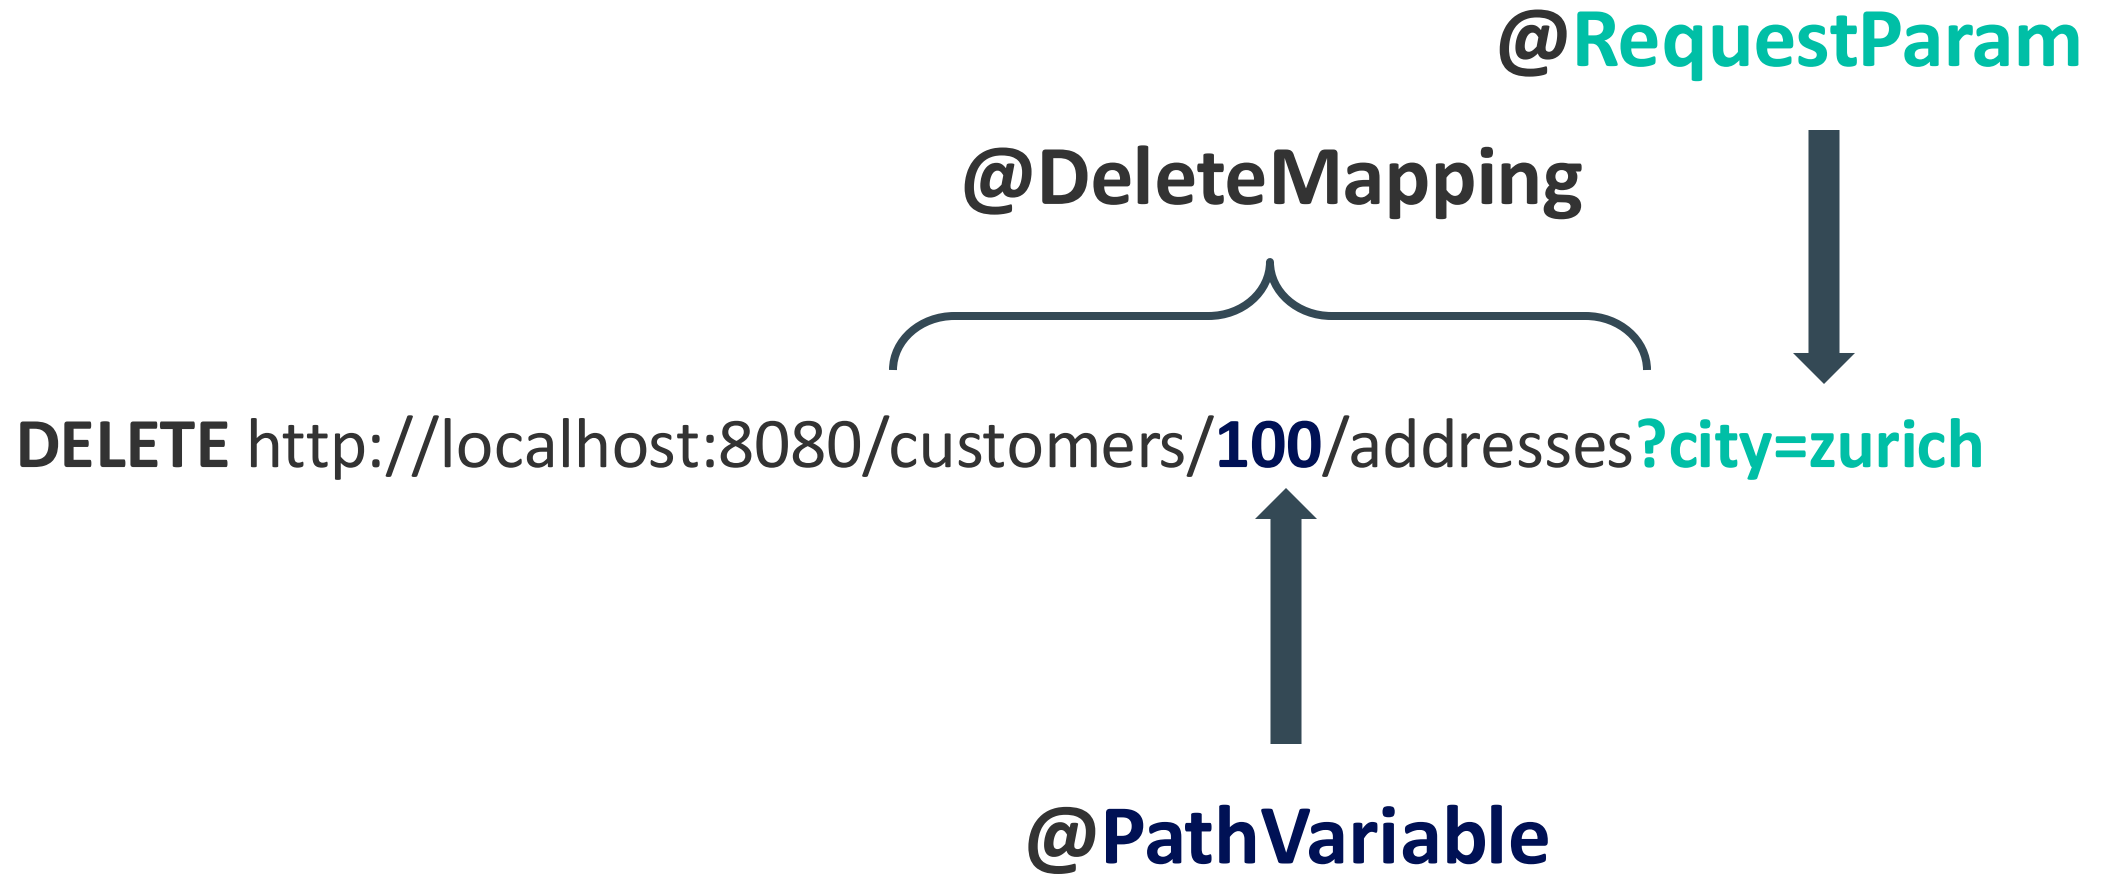 @RequestParam
@DeleteMapping
DELETE http://localhost:8080/customers/100/addresses?city=zurich
@PathVariable